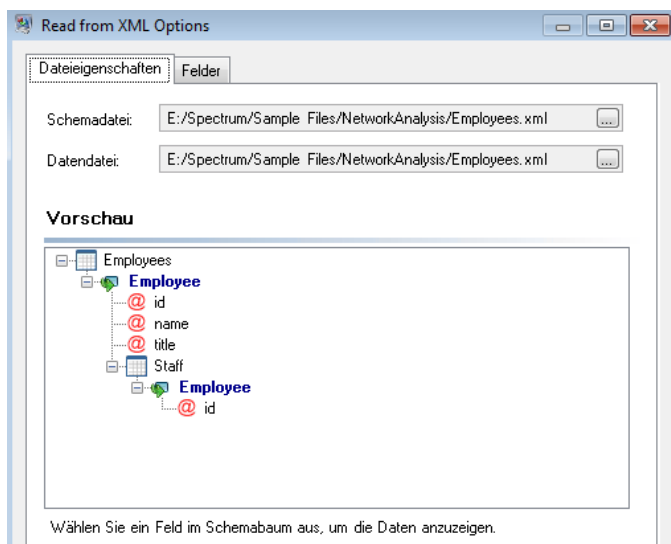 Read from XML Options
Dateieigenschaften Felder
Schemadatei: E:/Spectrum/Sample Files/NetworkAnalysis/Employees.xml ...
Datendatei: E:/Spectrum/Sample Files/NetworkAnalysis/Employees.xml ...
Vorschau
Employees
Employee
@ id
@ name
@ title
Staff
Employee
@ id
Wählen Sie ein Feld im Schemabaum aus, um die Daten anzuzeigen.